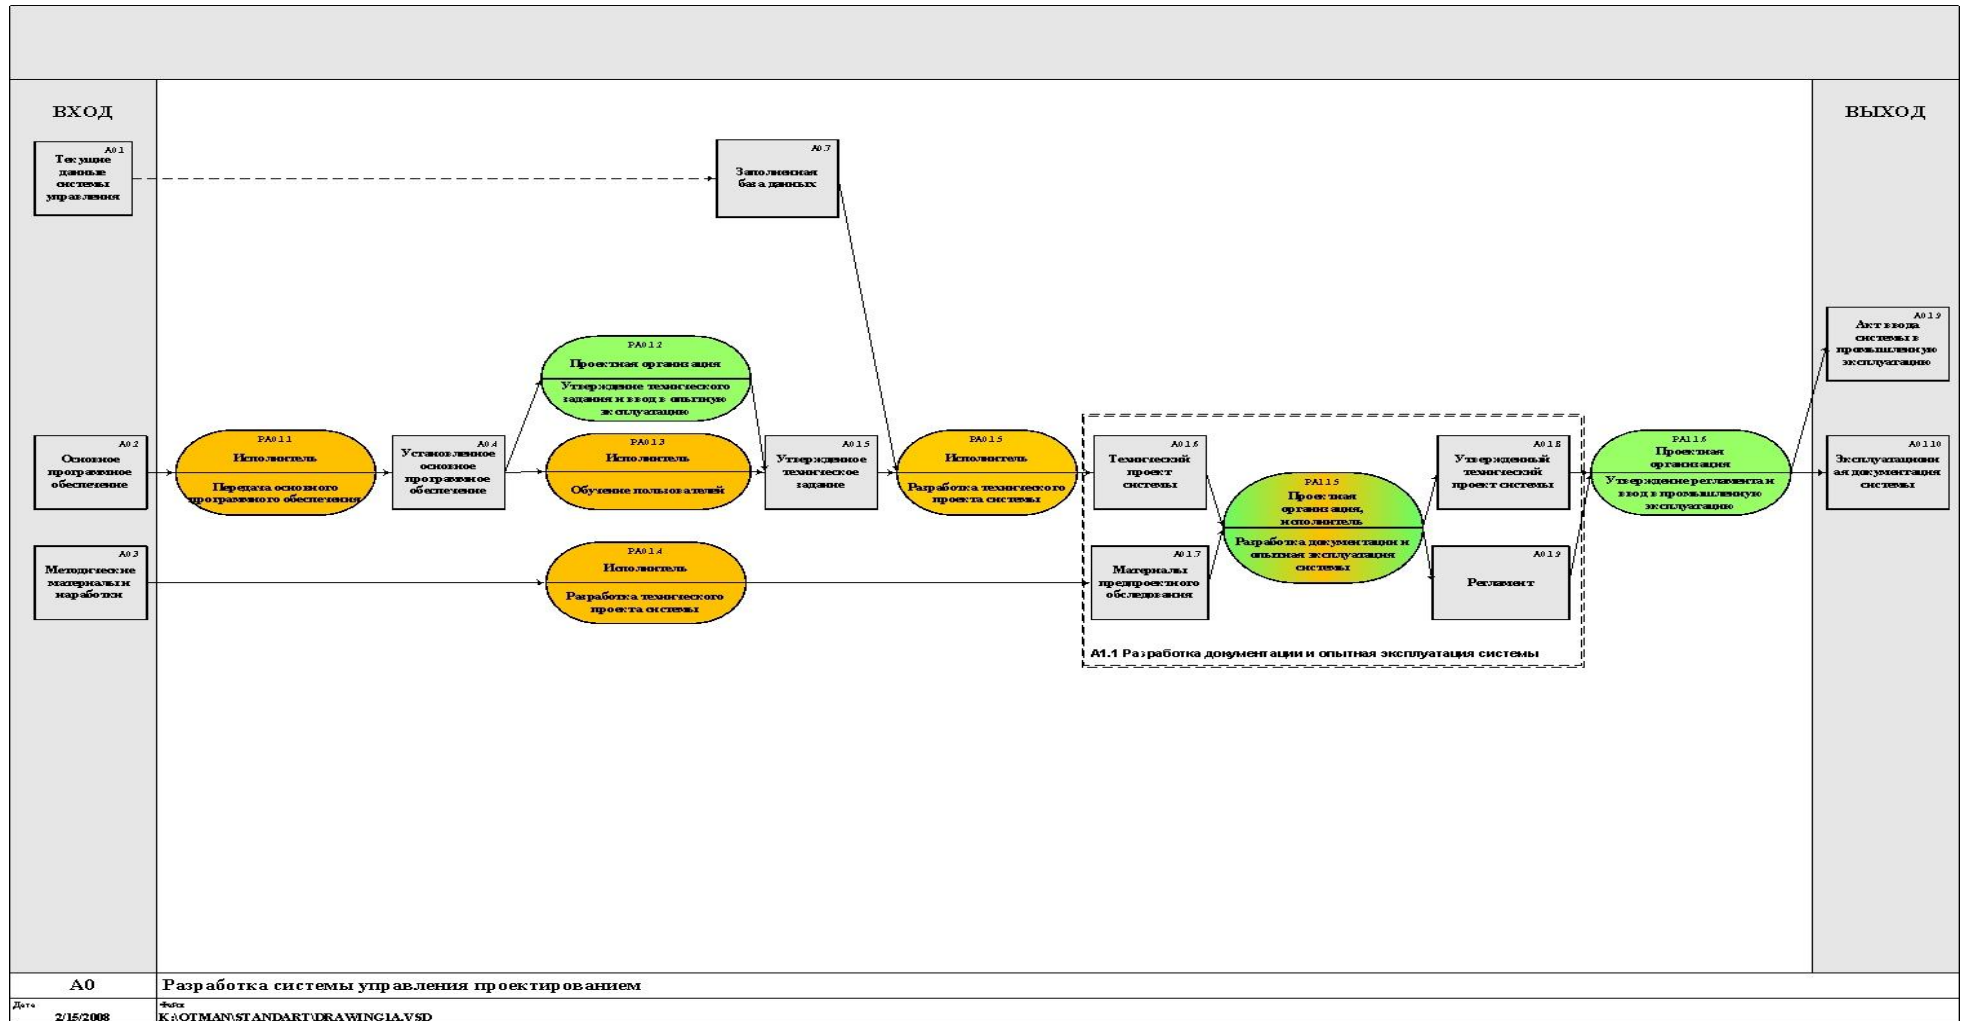 ВХОД
ВЫХОД
А0.1
Текущие
данные
системы
управления
А0.7
Заполненная
база данных
А0.1.9
Акт ввода
системы в
промышленную
эксплуатацию
РА0.1.2
Проектная организация
Утверждение технического
задания и ввод в опытную
эксплуатацию
А0.2
Основное
программное
обеспечение
РА0.1.1
Исполнитель
Передача основного
программного обеспечения
А0.4
Установленное
основное
программное
обеспечение
РА0.1.3
Исполнитель
Обучение пользователей
А0.1.5
Утвержденное
техническое
задание
РА0.1.5
Исполнитель
Разработка технического
проекта системы
А0.1.6
Технический
проект
системы
РА1.1.5
Проектная
организация,
исполнитель
Разработка документации и
опытная эксплуатация
системы
А0.1.8
Утвержденный
технический
проект системы
РА1.1.6
Проектная
организация
Утверждение регламента и
ввод в промышленную
эксплуатацию
А0.1.10
Эксплуатационн
ая документация
системы
А0.3
Методические
материалы и
наработки
РА0.1.4
Исполнитель
Разработка технического
проекта системы
А0.1.7
Материалы
предпроектного
обследования
А0.1.9
Регламент
А1.1 Разработка документации и опытная эксплуатация системы
А0
Разработка системы управления проектированием
Дата
Файл
2/15/2008
K:\OTMAN\STANDART\DRAWING1A.VSD